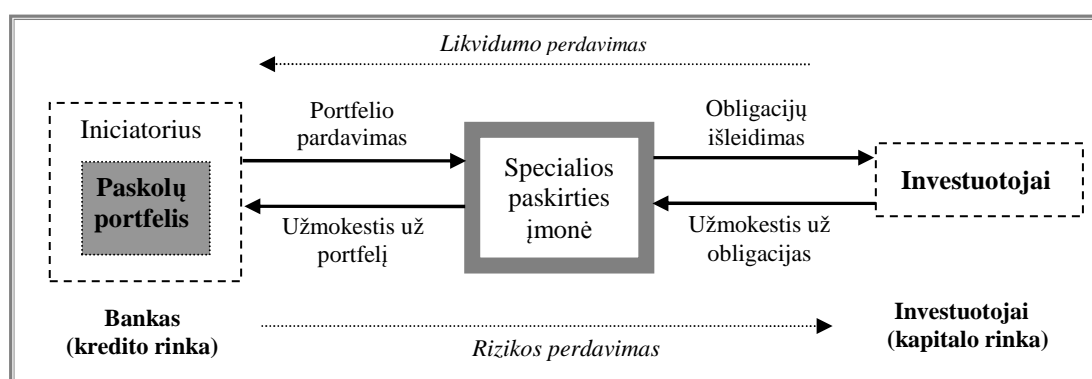 Likvidumo perdavimas
Iniciatorius
Paskolų
portfelis
Portfelio
pardavimas
Užmokestis už
portfelį
Specialios
paskirties
įmonė
Obligacijų
išleidimas
Užmokestis už
obligacijas
Investuotojai
Bankas
(kredito rinka)
Rizikos perdavimas
Investuotojai
(kapitalo rinka)